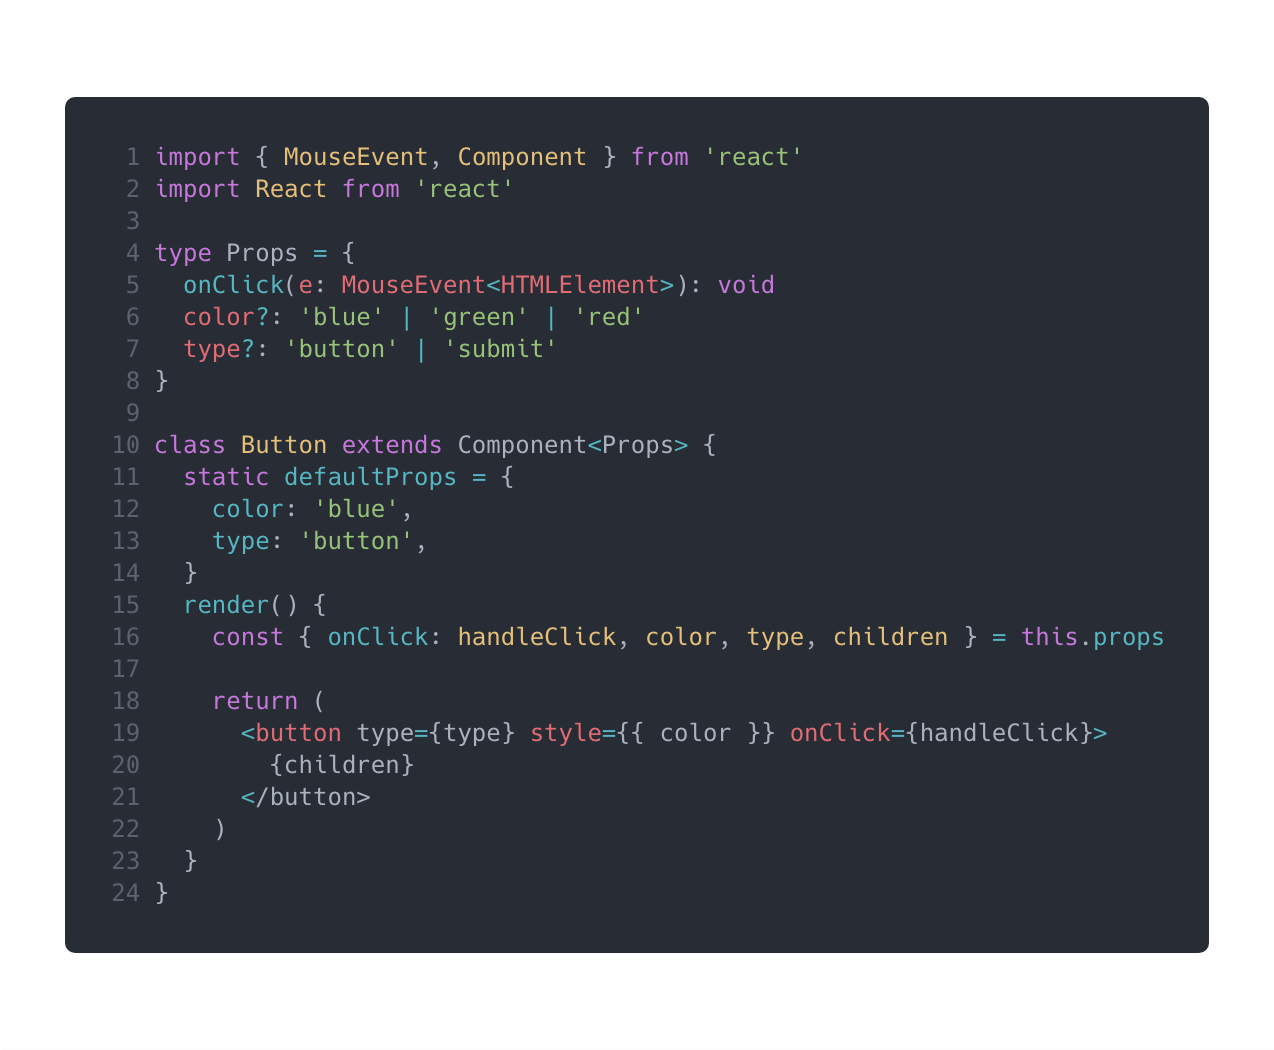 1 import { MouseEvent, Component } from 'react'
2 import React from 'react'
3
4 type Props = {
5   onClick(e: MouseEvent<HTMLElement>): void
6   color?: 'blue' | 'green' | 'red'
7   type?: 'button' | 'submit'
8 }
9
10 class Button extends Component<Props> {
11   static defaultProps = {
12     color: 'blue',
13     type: 'button',
14   }
15   render() {
16     const { onClick: handleClick, color, type, children } = this.props
17
18     return (
19       <button type={type} style={{ color }} onClick={handleClick}>
20         {children}
21       </button>
22     )
23   }
24 }